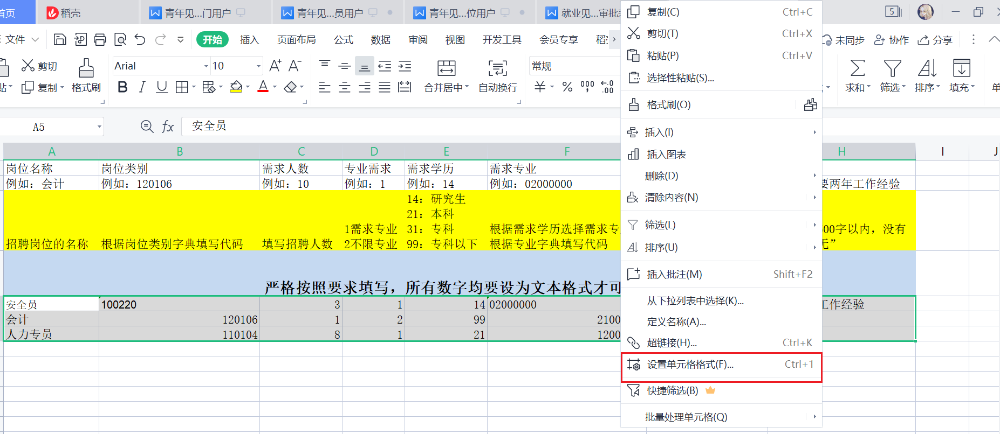 首页 稻壳 青年见...门用户 青年见...员用户 青年见...位用户 就业见...审批 5
文件 开始 插入 页面布局 公式 数据 审阅 视图 开发工具 会员专享 稻 未同步 协作 分享
剪切 Arial 10 常规
贴 复制 格式刷 合并居中 自动换行 求和 筛选 排序 填充 单
A5 fx 安全员
A B C D E F H I J
岗位名称 岗位类别 需求人数 专业需求 需求学历 需求专业
例如：会计 例如：120106 例如：10 例如：1 例如：14 例如：02000000 要两年工作经验
14：研究生
21：本科
1需求专业 31：专科 根据需求学历选择需求专 00字以内，没有
招聘岗位的名称 根据岗位类别字典填写代码 填写招聘人数 2不限专业 99：专科以下 根据专业字典填写代码 无”
严格按照要求填写，所有数字均要设为文本格式才可
安全员 100220 3 1 14 02000000 工作经验
会计 120106 1 2 99 2100
人力专员 110104 8 1 21 1200
复制(C) Ctrl+C
剪切(T) Ctrl+X
粘贴(P) Ctrl+V
选择性粘贴(S)...
格式刷(O)
插入(I)
插入图表
删除(D)
清除内容(N)
筛选(L)
排序(U)
插入批注(M) Shift+F2
从下拉列表中选择(K)...
定义名称(A)...
超链接(H)... Ctrl+K
设置单元格格式(F)... Ctrl+1
快捷筛选(B)
批量处理单元格(Q)